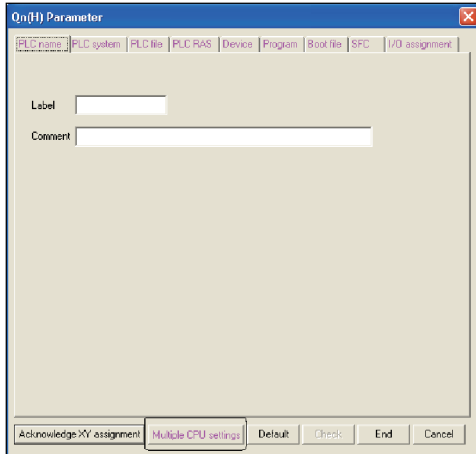 Qn(H) Parameter
PLC name PLC system PLC file PLC RAS Device Program Boot file SFC I/O assignment
Label
Comment
Acknowledge XY assignment Multiple CPU settings Default Check End Cancel